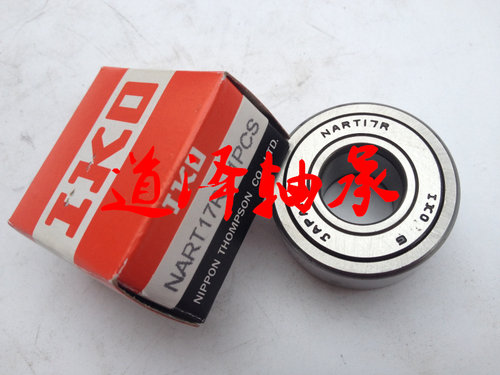 IKO
IKO
NART17R 1PCS
NIPPON THOMPSON CO., LTD.
NART17R
IKO
JAPAN
道泽轴承